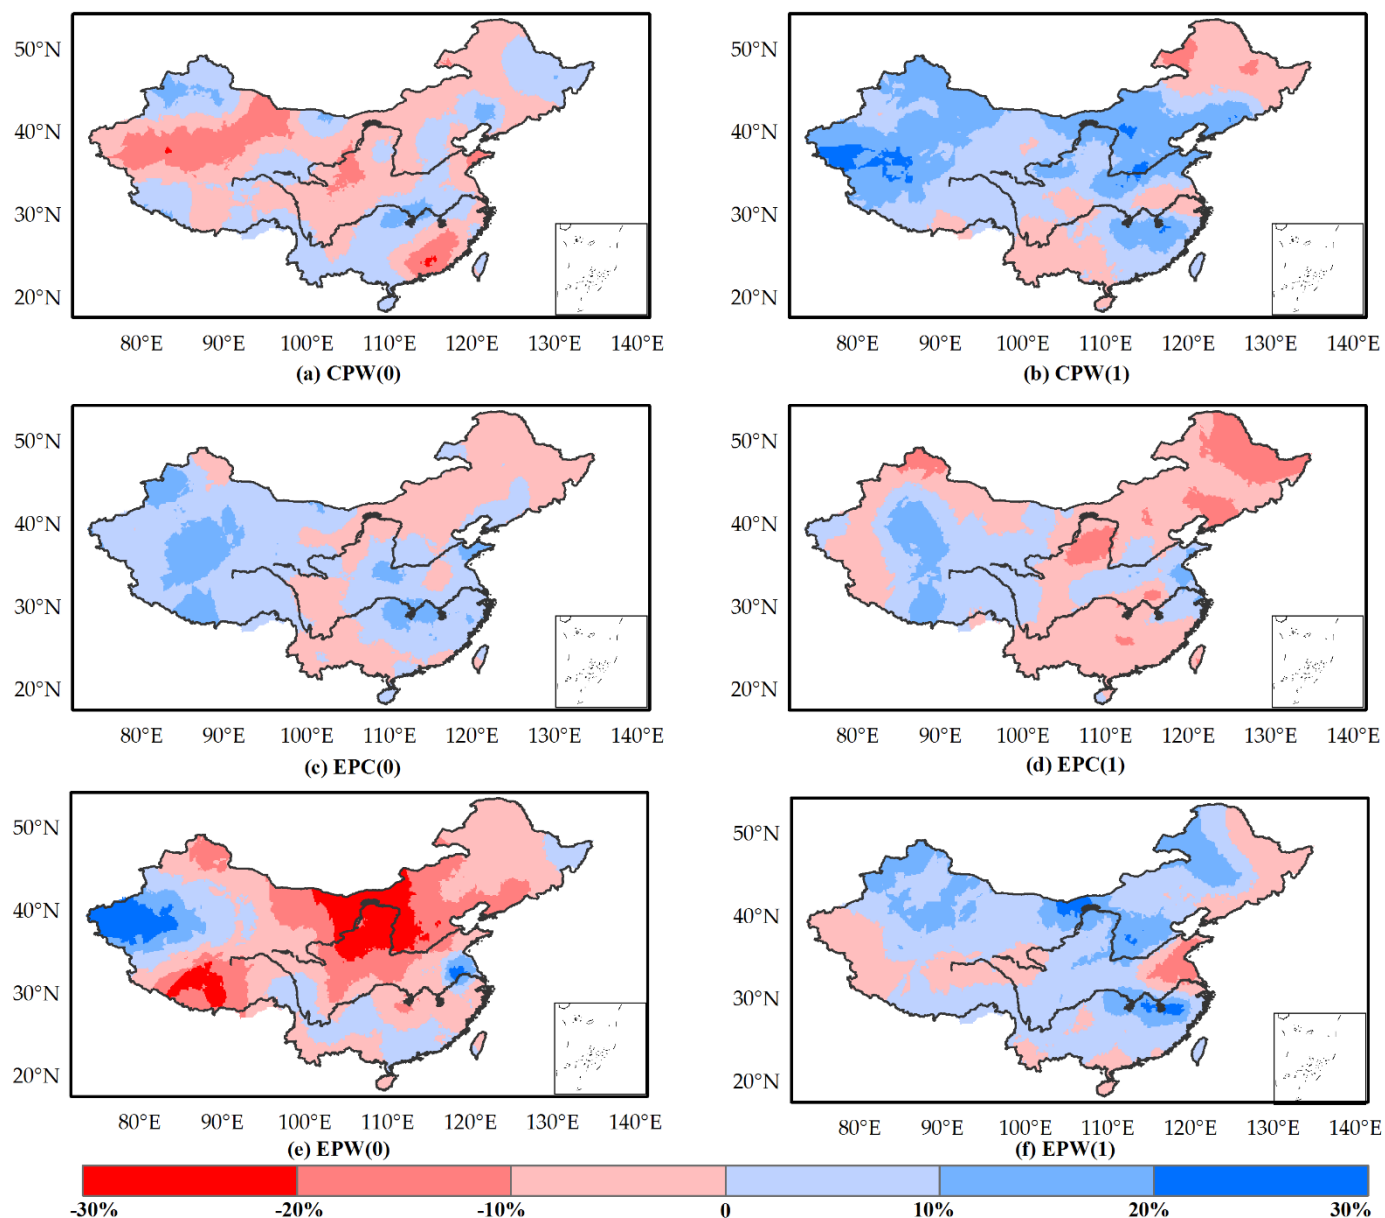 50°N
40°N
30°N
20°N
80°E 90°E 100°E 110°E 120°E 130°E 140°E
(a) CPW(0)
50°N
40°N
30°N
20°N
80°E 90°E 100°E 110°E 120°E 130°E 140°E
(b) CPW(1)
50°N
40°N
30°N
20°N
80°E 90°E 100°E 110°E 120°E 130°E 140°E
(c) EPC(0)
50°N
40°N
30°N
20°N
80°E 90°E 100°E 110°E 120°E 130°E 140°E
(d) EPC(1)
50°N
40°N
30°N
20°N
80°E 90°E 100°E 110°E 120°E 130°E 140°E
(e) EPW(0)
50°N
40°N
30°N
20°N
80°E 90°E 100°E 110°E 120°E 130°E 140°E
(f) EPW(1)
-30% -20% -10% 0 10% 20% 30%